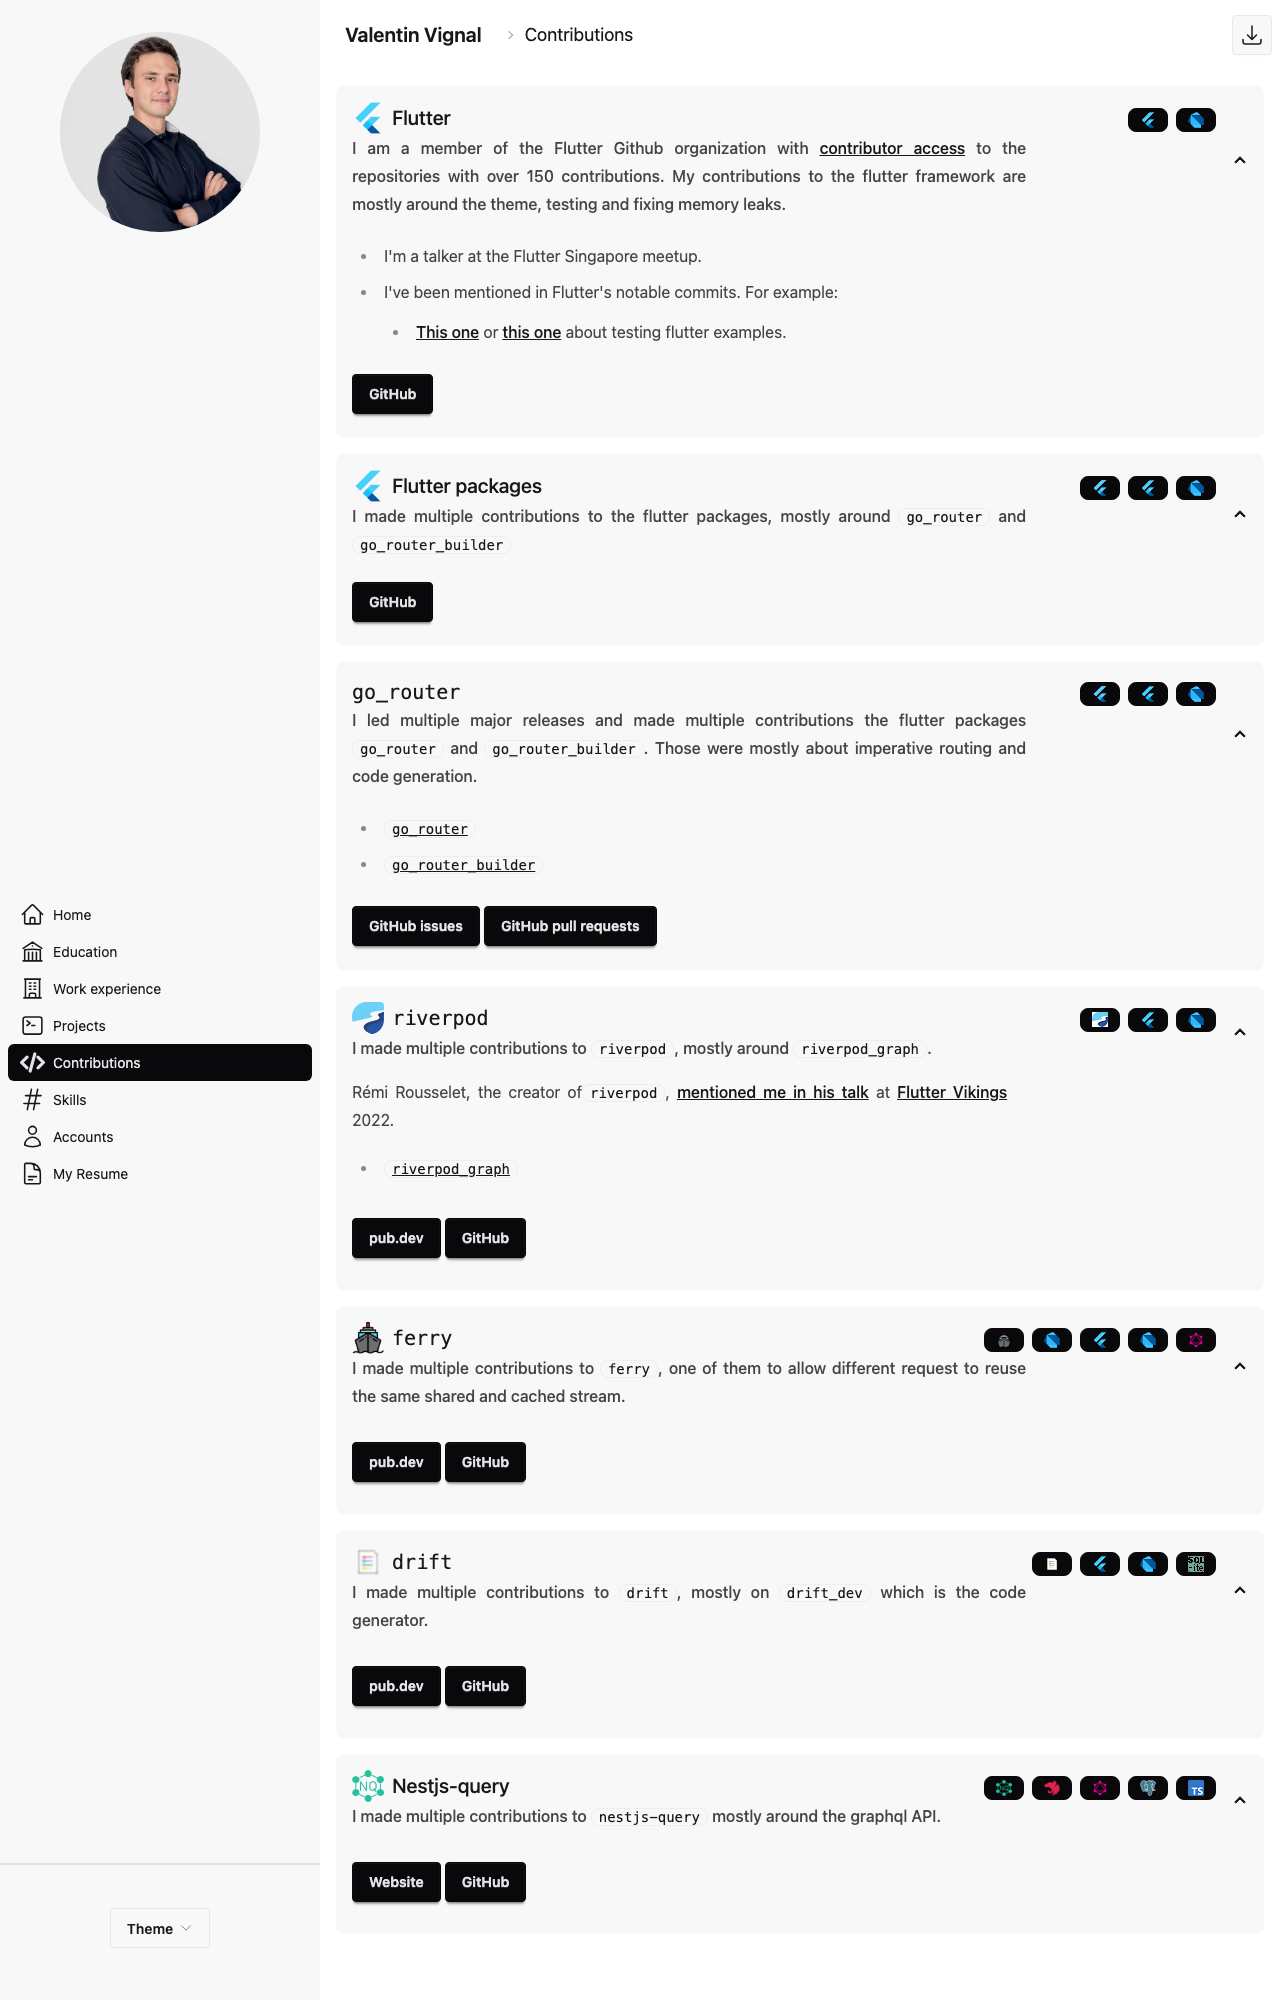 Valentin Vignal
Contributions
Flutter
I am a member of the Flutter Github organization with contributor access to the
repositories with over 150 contributions. My contributions to the flutter framework are
mostly around the theme, testing and fixing memory leaks.
I'm a talker at the Flutter Singapore meetup.
I've been mentioned in Flutter's notable commits. For example:
This one or this one about testing flutter examples.
GitHub
Flutter packages
I made multiple contributions to the flutter packages, mostly around go_router and
go_router_builder
GitHub
go_router
I led multiple major releases and made multiple contributions the flutter packages
go_router and go_router_builder. Those were mostly about imperative routing and
code generation.
go_router
go_router_builder
GitHub issues
GitHub pull requests
Home
Education
Work experience
Projects
Contributions
Skills
Accounts
My Resume
riverpod
I made multiple contributions to riverpod, mostly around riverpod_graph.
Rémi Rousselet, the creator of riverpod, mentioned me in his talk at Flutter Vikings
2022.
riverpod_graph
pub.dev
GitHub
ferry
I made multiple contributions to ferry, one of them to allow different request to reuse
the same shared and cached stream.
pub.dev
GitHub
drift
I made multiple contributions to drift, mostly on drift_dev which is the code
generator.
pub.dev
GitHub
NQ
Nestjs-query
TS
I made multiple contributions to nestjs-query mostly around the graphql API.
Website
GitHub
Theme